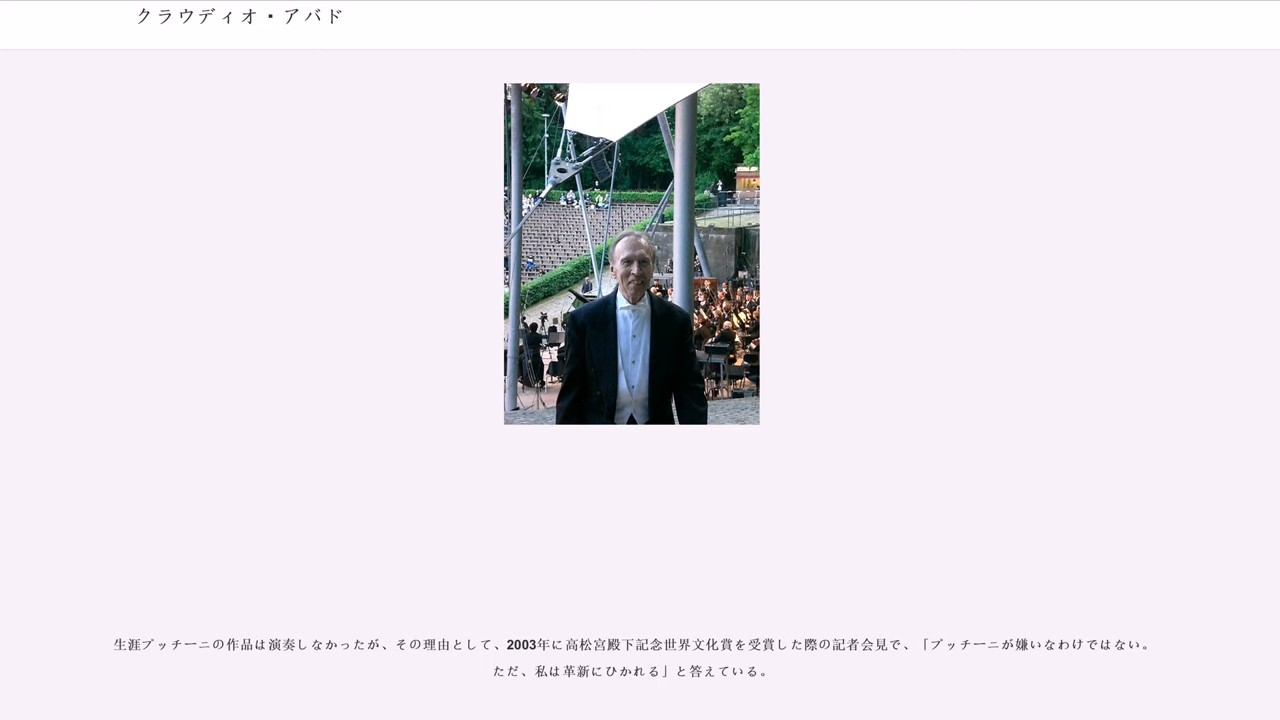 クラウディオ・アバド
生涯プッチーニの作品は演奏しなかったが、その理由として、2003年に高松宮殿下記念世界文化賞を受賞した際の記者会見で、「プッチーニが嫌いなわけではない。
ただ、私は革新にひかれる」と答えている。